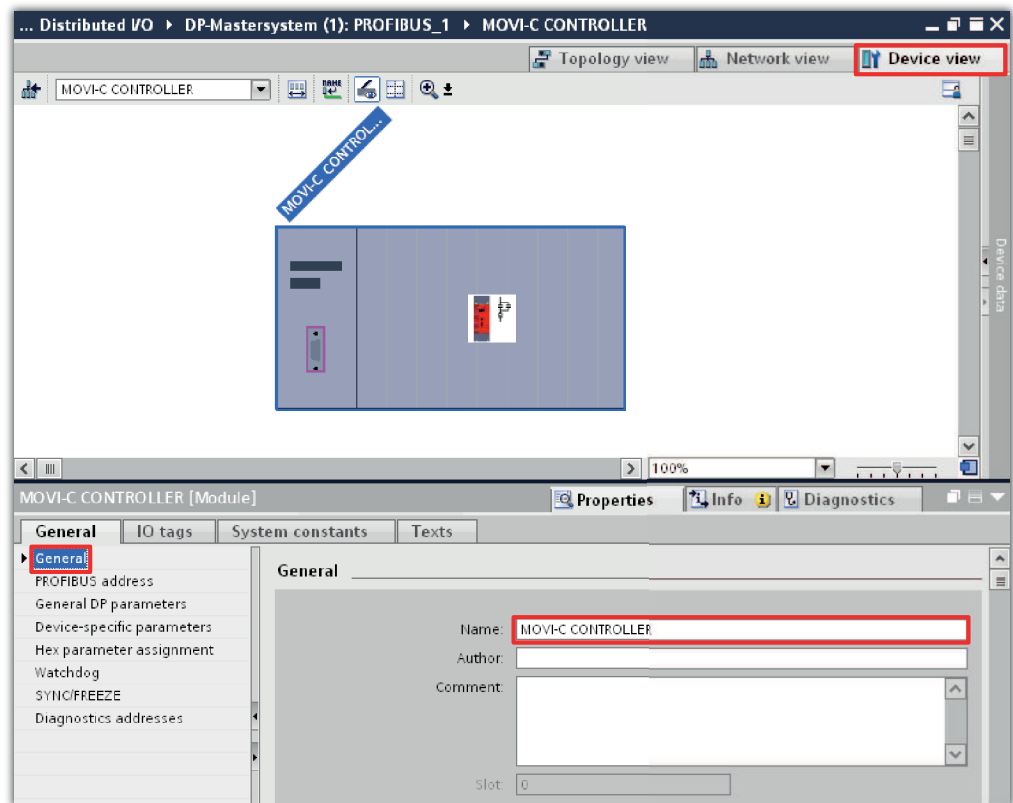 ... Distributed I/O ▸ DP-Mastersystem (1): PROFIBUS_1 ▸ MOVI-C CONTROLLER
Topology view Network view Device view
MOVI-C CONTROLLER
MOVI-C CONTROL...
Device data
100%
MOVI-C CONTROLLER [Module]
Properties Info Diagnostics
General IO tags System constants Texts
General
PROFIBUS address
General DP parameters
Device-specific parameters
Hex parameter assignment
Watchdog
SYNC/FREEZE
Diagnostics addresses
General
Name: MOVI-C CONTROLLER
Author:
Comment:
Slot: 0